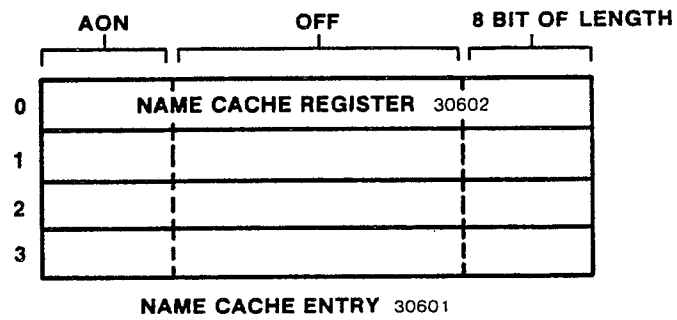 AON OFF 8 BIT OF LENGTH
0 NAME CACHE REGISTER 30602
1
2
3
NAME CACHE ENTRY 30601